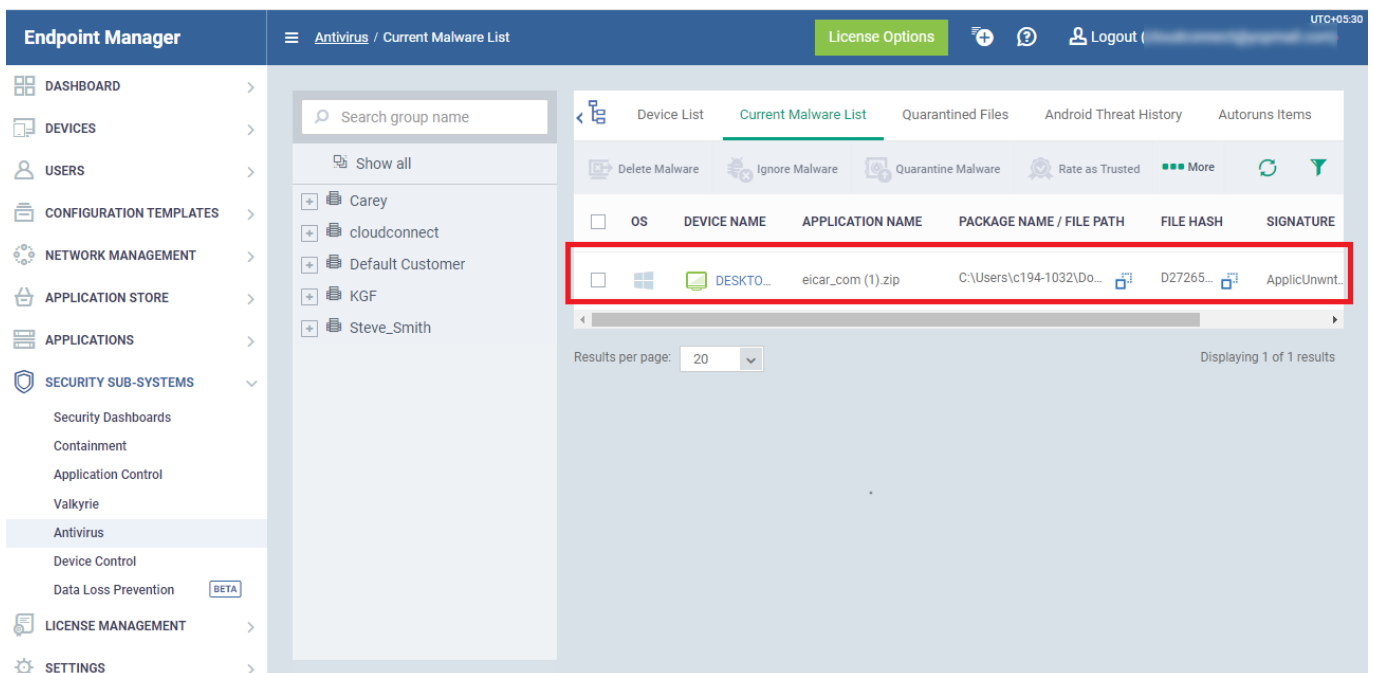 UTC+05:30
Endpoint Manager
Antivirus / Current Malware List
License Options
Logout (
DASHBOARD
DEVICES
USERS
CONFIGURATION TEMPLATES
NETWORK MANAGEMENT
APPLICATION STORE
APPLICATIONS
SECURITY SUB-SYSTEMS
Security Dashboards
Containment
Application Control
Valkyrie
Antivirus
Device Control
Data Loss Prevention BETA
LICENSE MANAGEMENT
SETTINGS
Search group name
Show all
Carey
cloudconnect
Default Customer
KGF
Steve_Smith
Device List Current Malware List Quarantined Files Android Threat History Autoruns Items
Delete Malware Ignore Malware Quarantine Malware Rate as Trusted More
OS DEVICE NAME APPLICATION NAME PACKAGE NAME / FILE PATH FILE HASH SIGNATURE
DESKTO... eicar_com (1).zip C:\Users\c194-1032\Do... D27265... ApplicUnwnt..
Results per page: 20 Displaying 1 of 1 results